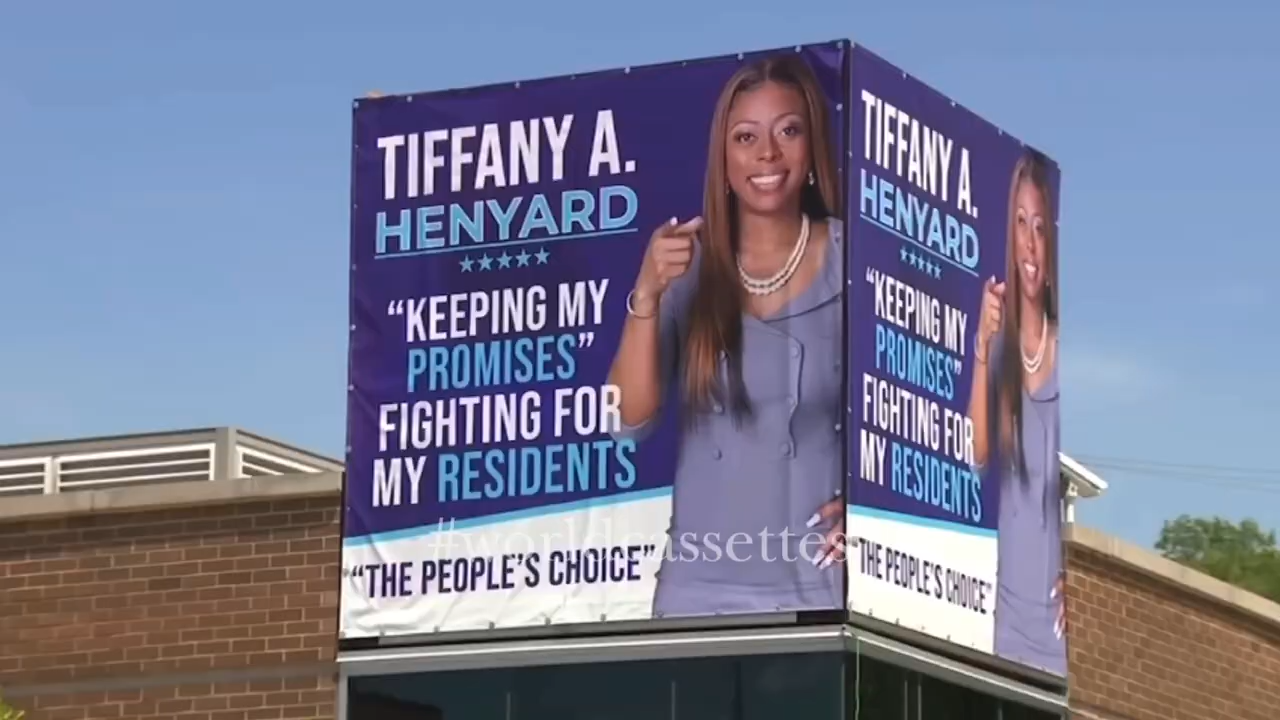 TIFFANY A.
HENYARD
“KEEPING MY
PROMISES”
FIGHTING FOR
MY RESIDENTS
“THE PEOPLE’S CHOICE”
TIFFANY A.
HENYARD
“KEEPING MY
PROMISES”
FIGHTING FOR
MY RESIDENTS
“THE PEOPLE’S CHOICE”
#worldcassettes